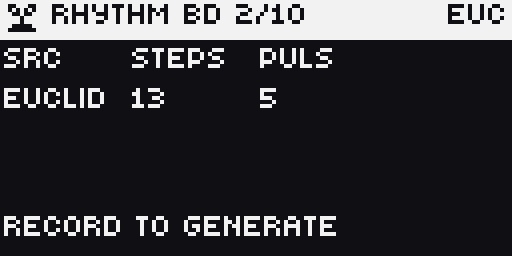 RHYTHM BD 2/10 EUC
SRC STEPS PULS
EUCLID 13 5
RECORD TO GENERATE